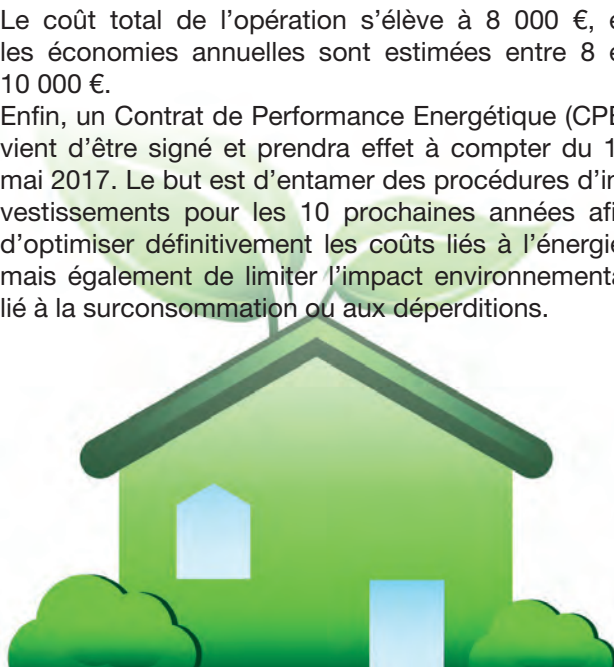 Le coût total de l’opération s’élève à 8 000 €, e
les économies annuelles sont estimées entre 8 e
10 000 €.
Enfin, un Contrat de Performance Energétique (CPE
vient d’être signé et prendra effet à compter du 1
mai 2017. Le but est d’entamer des procédures d’in
vestissements pour les 10 prochaines années afi
d’optimiser définitivement les coûts liés à l’énergie
mais également de limiter l’impact environnementa
lié à la surconsommation ou aux déperditions.